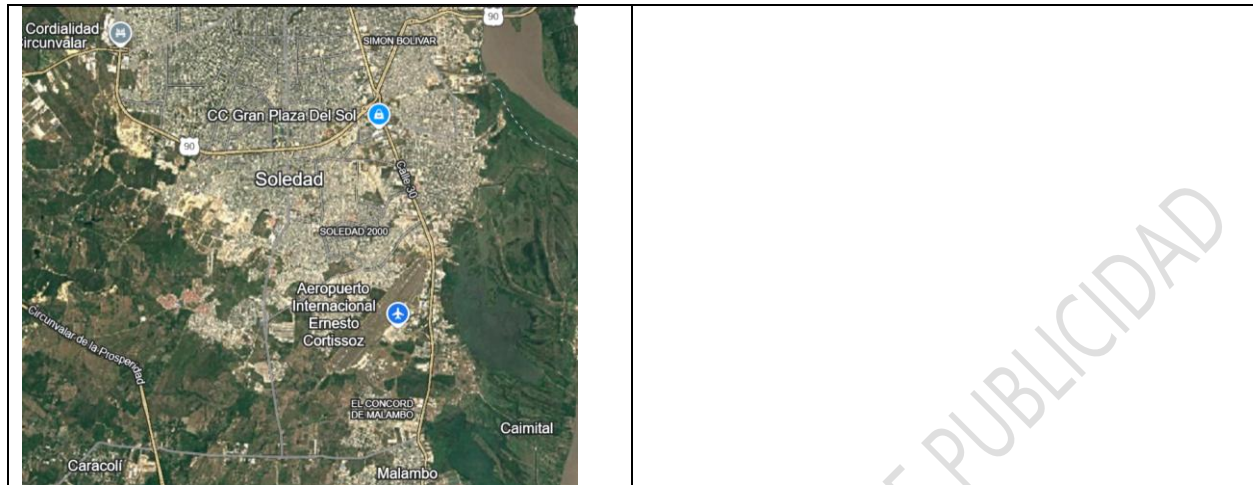 90
Cordialidad
Circunvalar
SIMON BOLIVAR
CC Gran Plaza Del Sol
90
Calle 30
Soledad
SOLEDAD 2000
Aeropuerto
Internacional
Ernesto
Cortissoz
Circunvalar de la Prosperidad
EL CONCORD
DE MALAMBO
Caimital
Caracolí
Malambo
E PUBLICIDAD